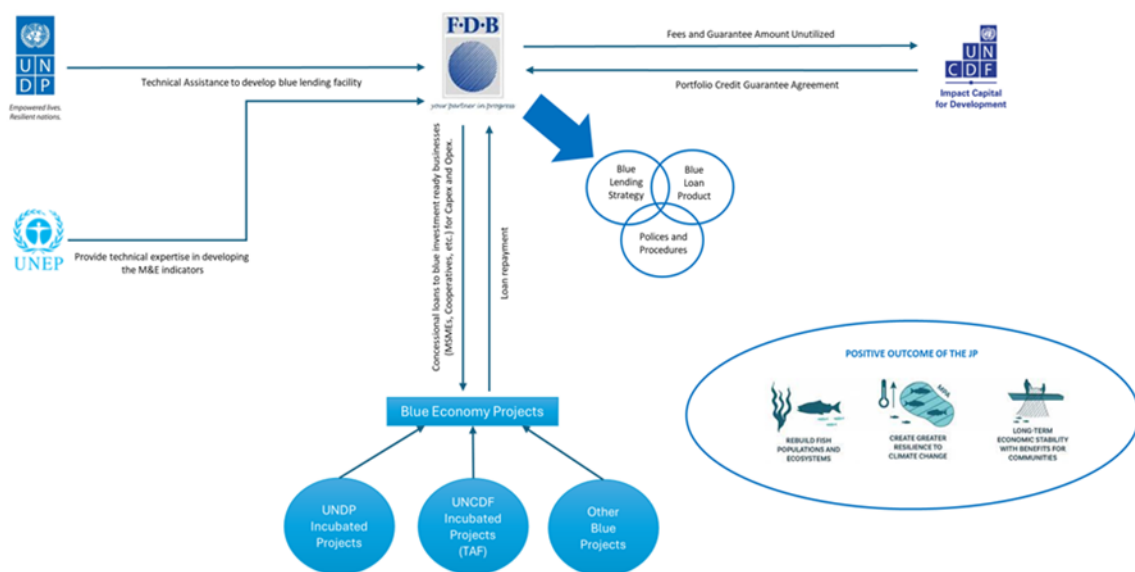 U N
D P
Empowered lives.
Resilient nations.
Technical Assistance to develop blue lending facility
F·D·B
your partner in progress
Fees and Guarantee Amount Unutilized
Portfolio Credit Guarantee Agreement
U N
C D F
Impact Capital
for Development
UNEP
Provide technical expertise in developing
the M&E indicators
Concessional loans to blue investment ready businesses
(MSMEs, Cooperatives, etc.) for Capex and Opex.
Loan repayment
Blue
Lending
Strategy
Blue
Loan
Product
Polices and
Procedures
POSITIVE OUTCOME OF THE JP
MPA
REBUILD FISH
POPULATIONS AND
ECOSYSTEMS
CREATE GREATER
RESILIENCE TO
CLIMATE CHANGE
LONG-TERM
ECONOMIC STABILITY
WITH BENEFITS FOR
COMMUNITIES
Blue Economy Projects
UNDP
Incubated
Projects
UNCDF
Incubated
Projects
(TAF)
Other
Blue
Projects